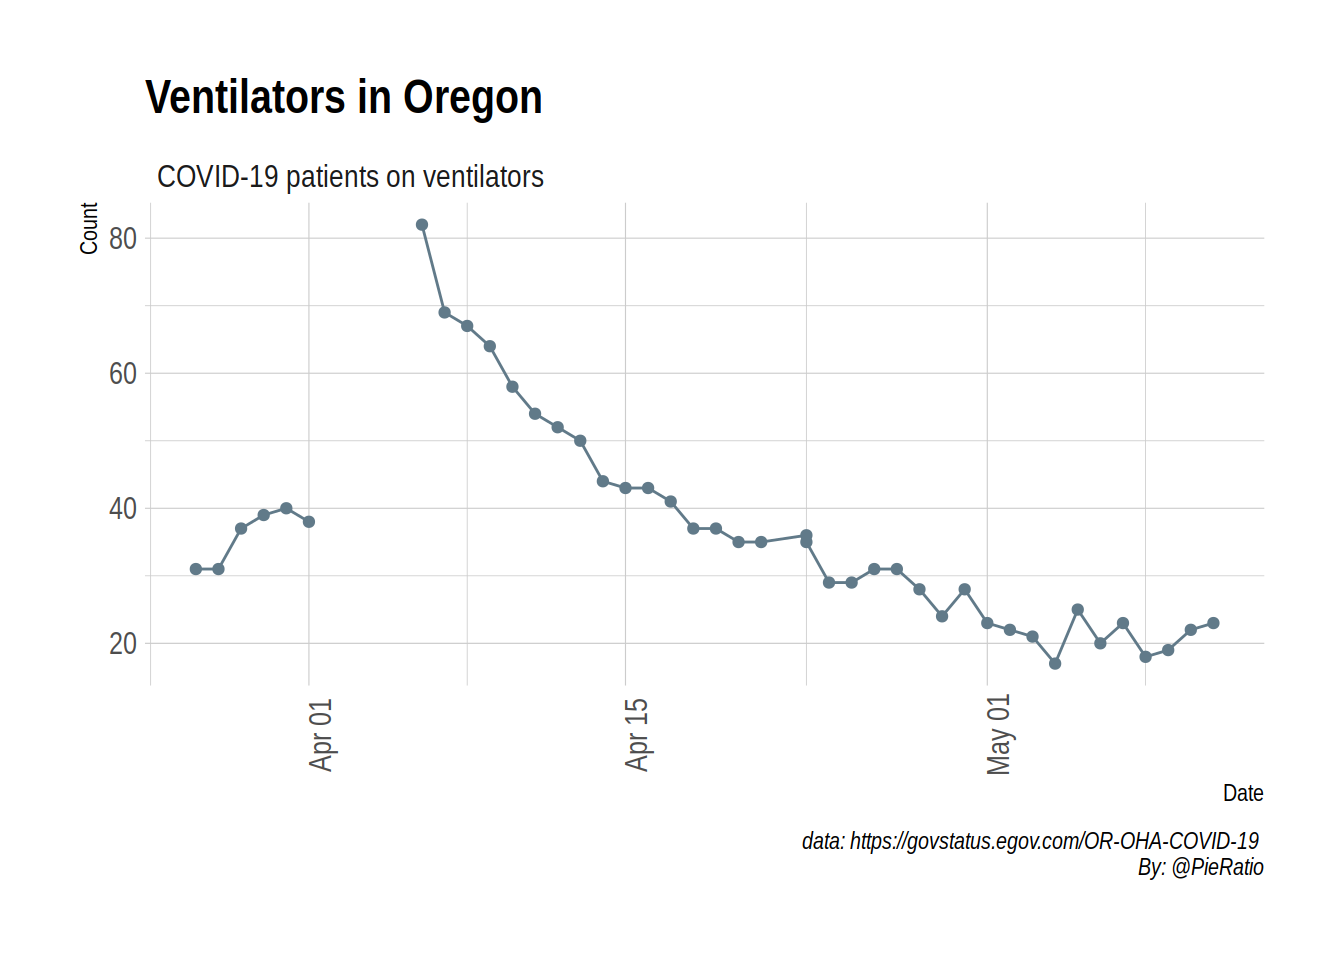 Ventilators in Oregon
COVID-19 patients on ventilators
Count
80
60
40
20
Apr 01
Apr 15
May 01
Date
data: https://govstatus.egov.com/OR-OHA-COVID-19
By: @PieRatio